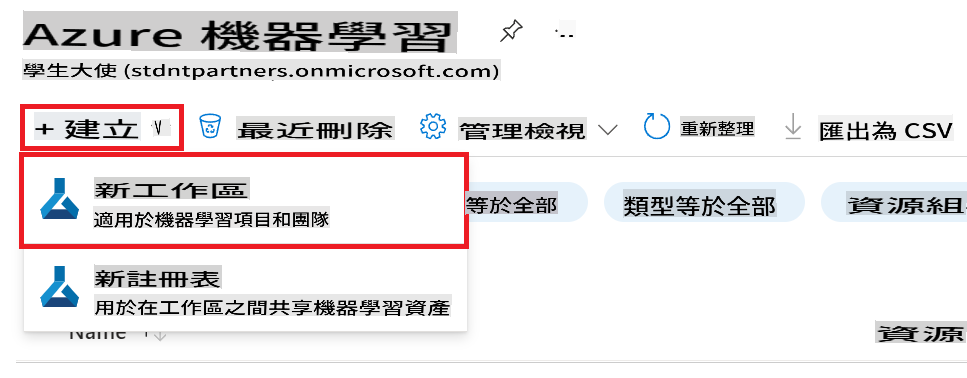 Azure 機器學習
學生大使 (stdntpartners.onmicrosoft.com)
+ 建立 最近刪除 管理檢視 重新整理 匯出為 CSV
新工作區
適用於機器學習項目和團隊
等於全部 類型等於全部 資源組
新註冊表
用於在工作區之間共享機器學習資產
Name 資源